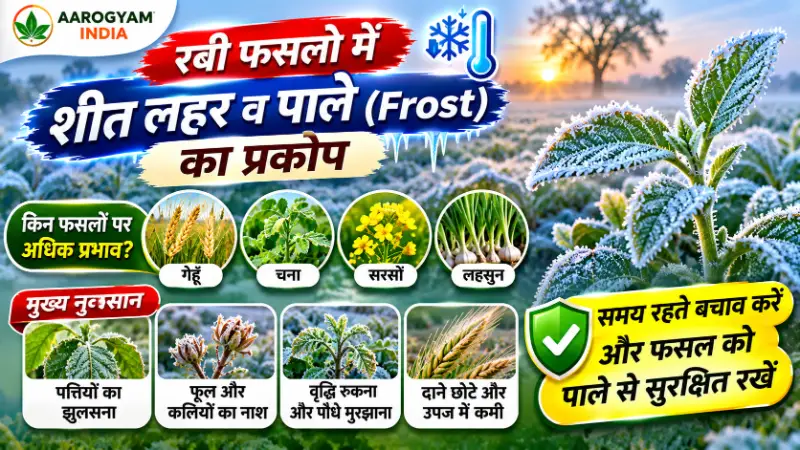 AAROGYAM
INDIA
रबी फसलो में
शीत लहर व पाले (Frost)
का प्रकोप
किन फसलों पर
अधिक प्रभाव?
गेहूँ
चना
सरसों
लहसुन
मुख्य नुकसान
पत्तियों का
झुलसना
फूल और
कलियों का नाश
वृद्धि रुकना
और पौधे मुरझाना
दाने छोटे और
उपज में कमी
समय रहते बचाव करें
और फसल को
पाले से सुरक्षित रखें